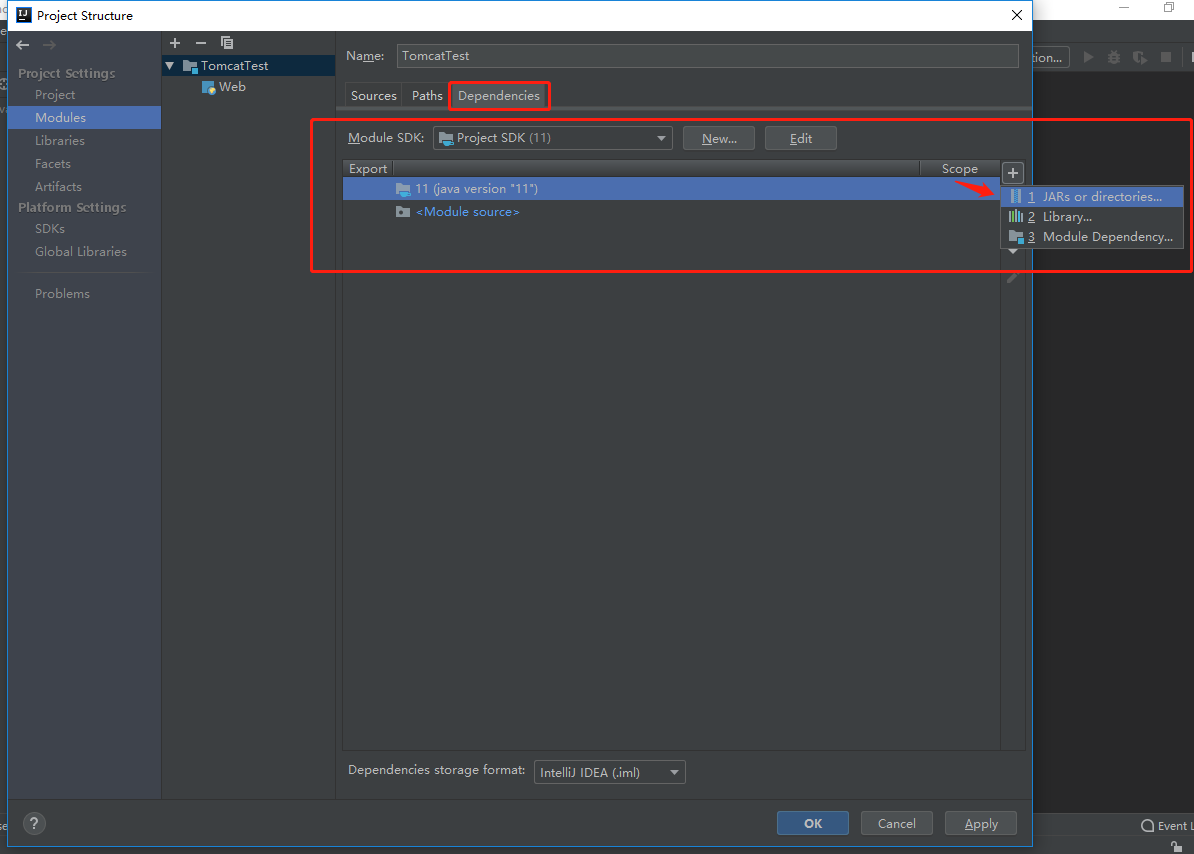 Project Structure
Project Settings
Project
Modules
Libraries
Facets
Artifacts
Platform Settings
SDKs
Global Libraries
Problems
TomcatTest
Web
Name: TomcatTest
Sources Paths Dependencies
Module SDK: Project SDK (11) New... Edit
Export Scope
11 (java version "11")
<Module source>
1 JARs or directories...
2 Library...
3 Module Dependency...
Dependencies storage format: IntelliJ IDEA (.iml)
? OK Cancel Apply
ion...
Event L